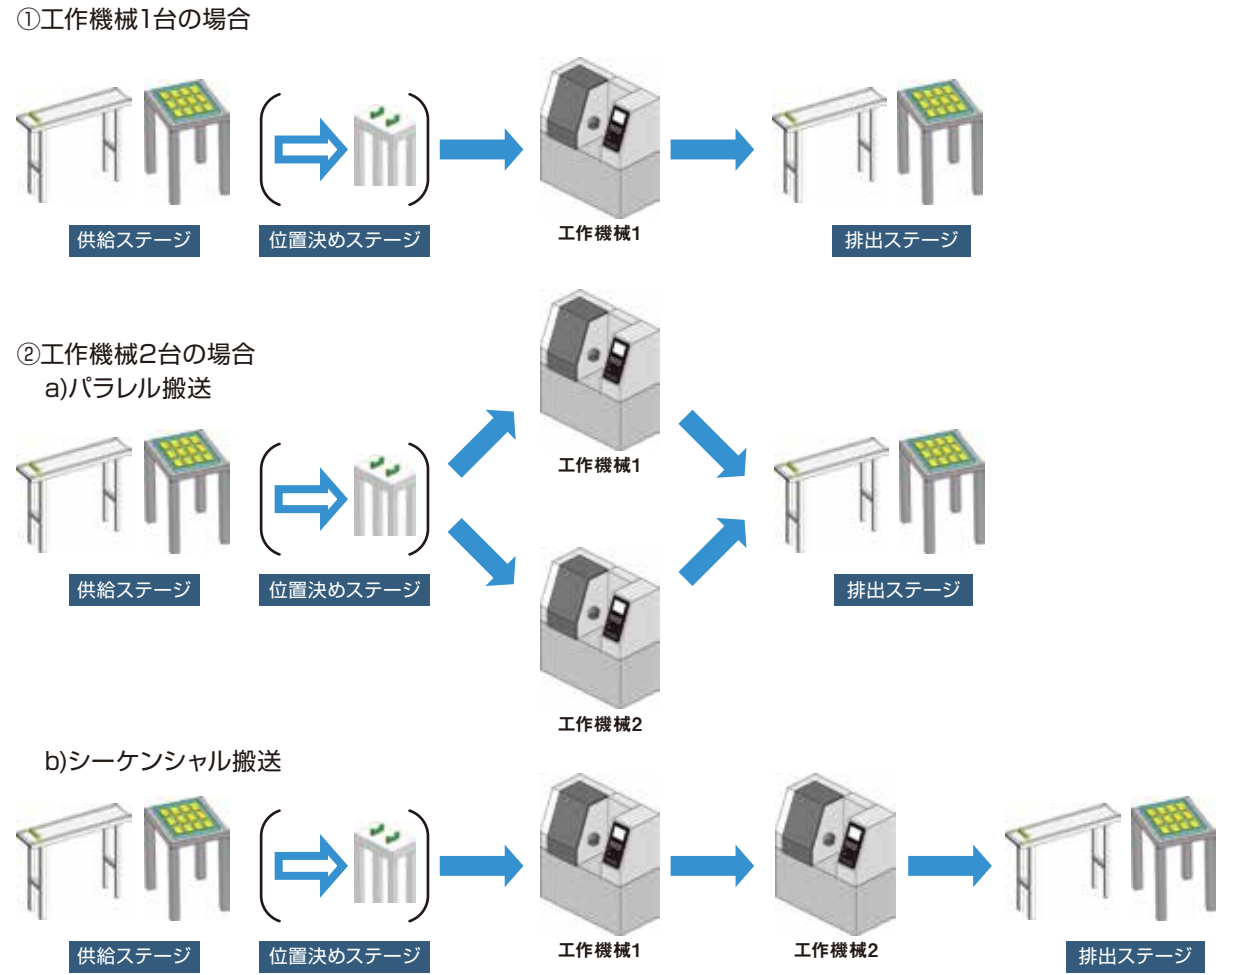 ①工作機械1台の場合
供給ステージ
位置決めステージ
工作機械1
排出ステージ
②工作機械2台の場合
a)パラレル搬送
工作機械1
供給ステージ
位置決めステージ
排出ステージ
工作機械2
b)シーケンシャル搬送
供給ステージ
位置決めステージ
工作機械1
工作機械2
排出ステージ